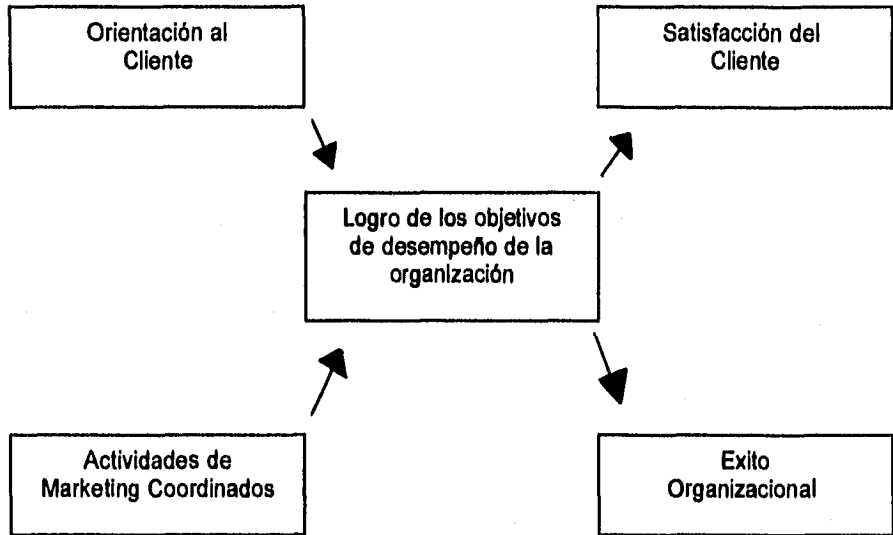 Orientación al
Cliente
Satisfacción del
Cliente
Logro de los objetivos
de desempeño de la
organización
Actividades de
Marketing Coordinados
Exito
Organizacional